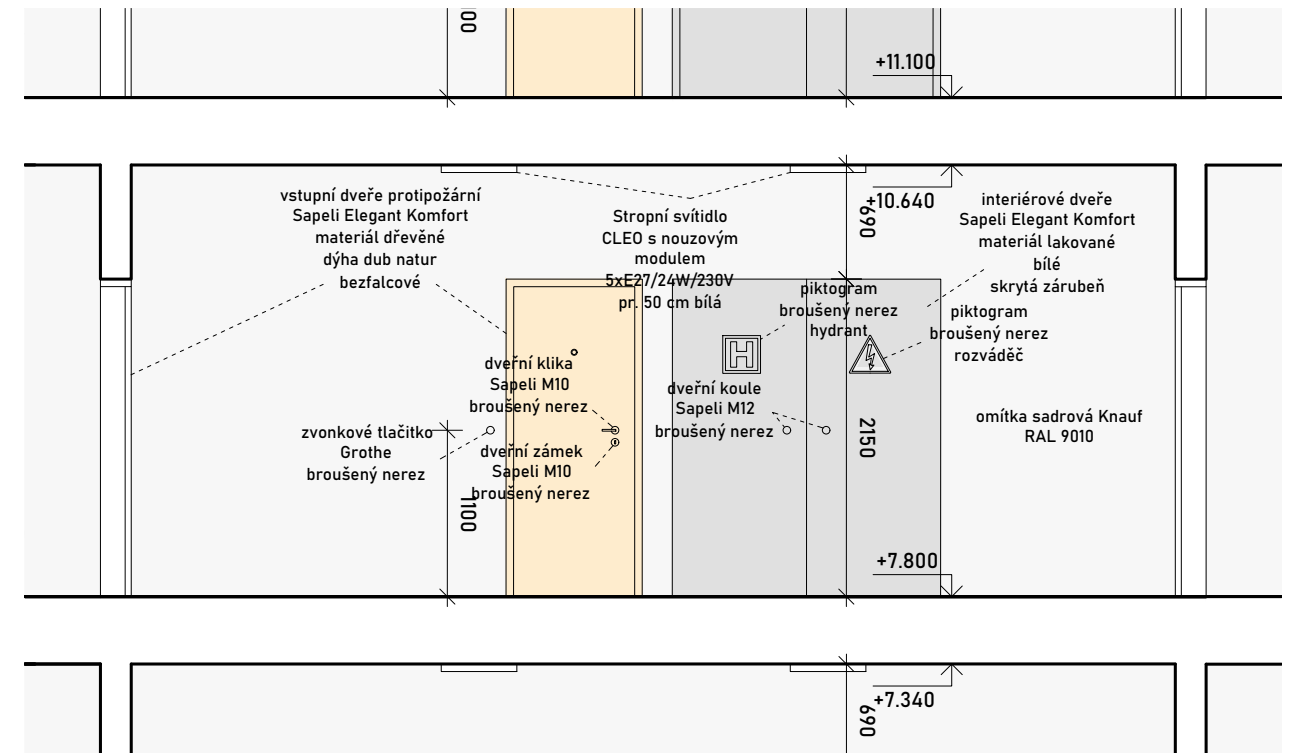 100
+11.100
vstupní dveře protipožární
Sapeli Elegant Komfort
materiál dřevěné
dýha dub natur
bezfalcové
Stropní svítidlo
CLEO s nouzovým
modulem
5xE27/24W/230V
pr. 50 cm bílá
+10.640
690
interiérové dveře
Sapeli Elegant Komfort
materiál lakované
bílé
skrytá zárubeň
piktogram
broušený nerez
hydrant
piktogram
broušený nerez
rozváděč
H
dveřní klika
Sapeli M10
broušený nerez
dveřní koule
Sapeli M12
broušený nerez
zvonkové tlačitko
Grothe
broušený nerez
dveřní zámek
Sapeli M10
broušený nerez
1100
2150
omítka sadrová Knauf
RAL 9010
+7.800
+7.340
690